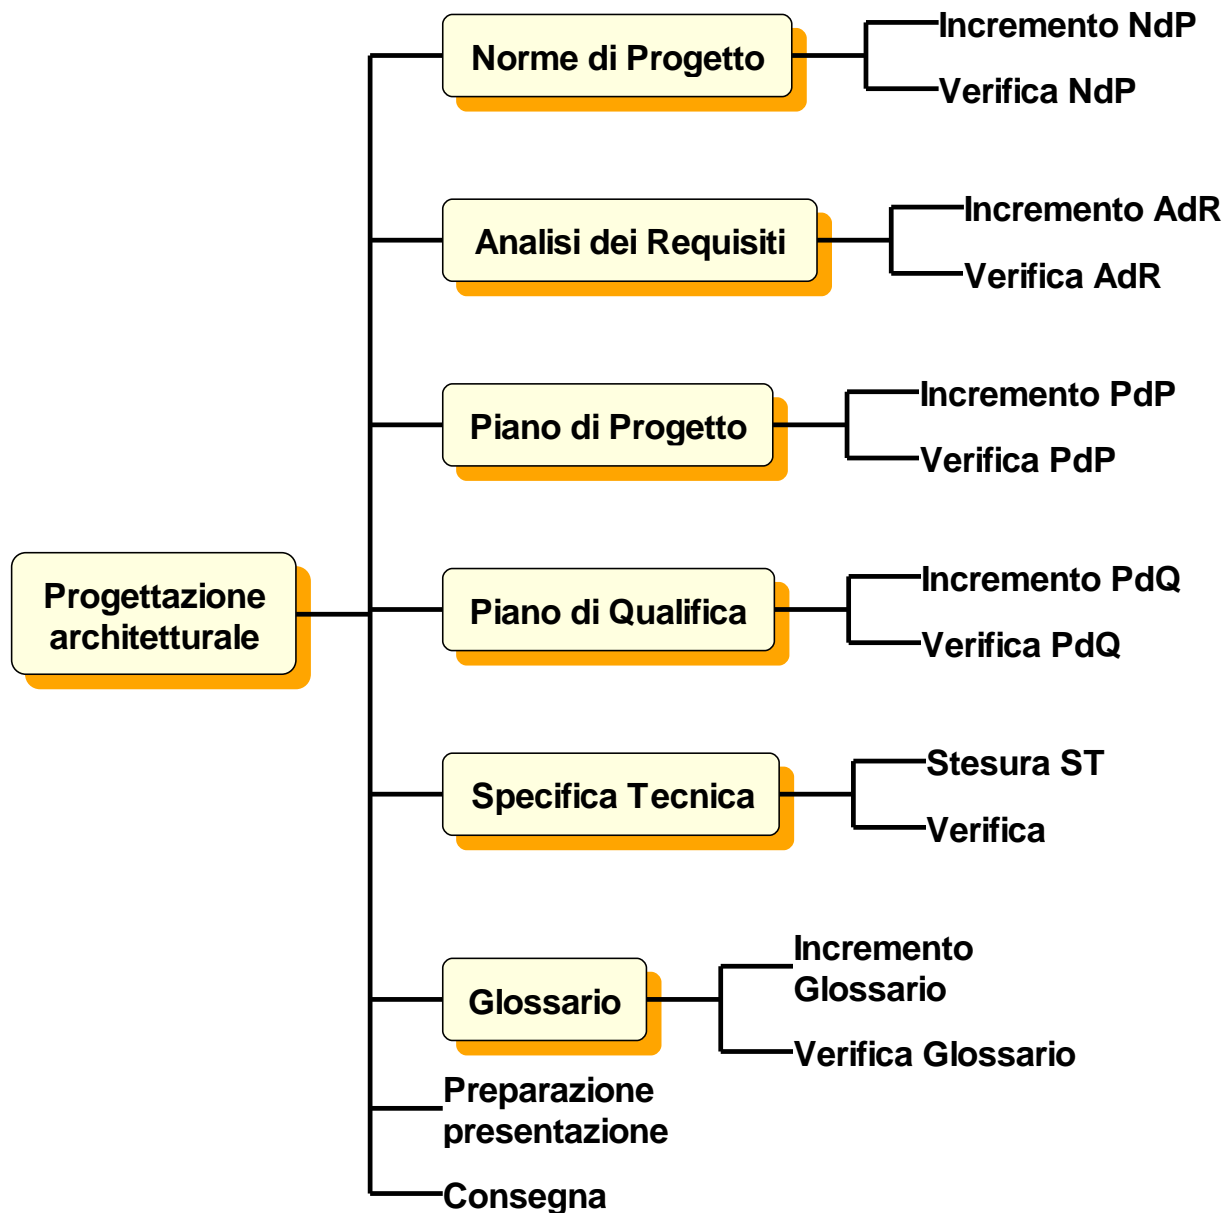 Progettazione
architetturale
Norme di Progetto
Incremento NdP
Verifica NdP
Analisi dei Requisiti
Incremento AdR
Verifica AdR
Piano di Progetto
Incremento PdP
Verifica PdP
Piano di Qualifica
Incremento PdQ
Verifica PdQ
Specifica Tecnica
Stesura ST
Verifica
Glossario
Incremento
Glossario
Verifica Glossario
Preparazione
presentazione
Consegna